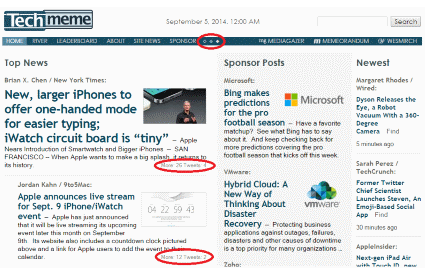 Techmeme
September 5, 2014, 12:00 AM
Search
HOME RIVER LEADERBOARD ABOUT SITE NEWS SPONSOR
MEDIAGAZER MEMEORANDUM WESMIRCH
Top News
Brian X. Chen / New York Times:
New, larger iPhones to
offer one-handed mode
for easier typing;
iWatch circuit board is “tiny” – Apple
Nears Introduction of Smartwatch and Bigger iPhones – SAN
FRANCISCO – When Apple wants to make a big splash, it returns to
its history.
More: 26 Tweets: 4
Jordan Kahn / 9to5Mac:
Apple announces live stream
for Sept. 9 iPhone/iWatch
event – Apple has just announced
that it will be live streaming its upcoming
event later this month on September
9th. Its website also includes a countdown clock pictured
above and a link for Apple users to add the event to
calendar.
04 22 59 43
More: 12 Tweets: 2
Sponsor Posts
Microsoft:
Bing makes
predictions
for the pro
football season – Have a favorite
matchup? See what Bing has to say
about it. And keep checking back for
more predictions covering the pro
football season that kicks off this week.
Microsoft
VMware:
Hybrid Cloud: A
New Way of
Thinking About
Disaster
Recovery – Protecting business
applications against outages, failures,
disasters and other causes of downtime
is a top priority for many organizations ..
vmware
Zoho:
Newest
Margaret Rhodes /
Wired:
Dyson Releases the
Eye, a Robot
Vacuum With a 360-
Degree
Camera Find
5 minutes ago
Sarah Perez /
TechCrunch:
Former Twitter
Chief Scientist
Launches Steven, An
Emoji-Based Social
App Find
30 minutes ago
AppleInsider:
Next-gen iPad Air
with Touch ID on